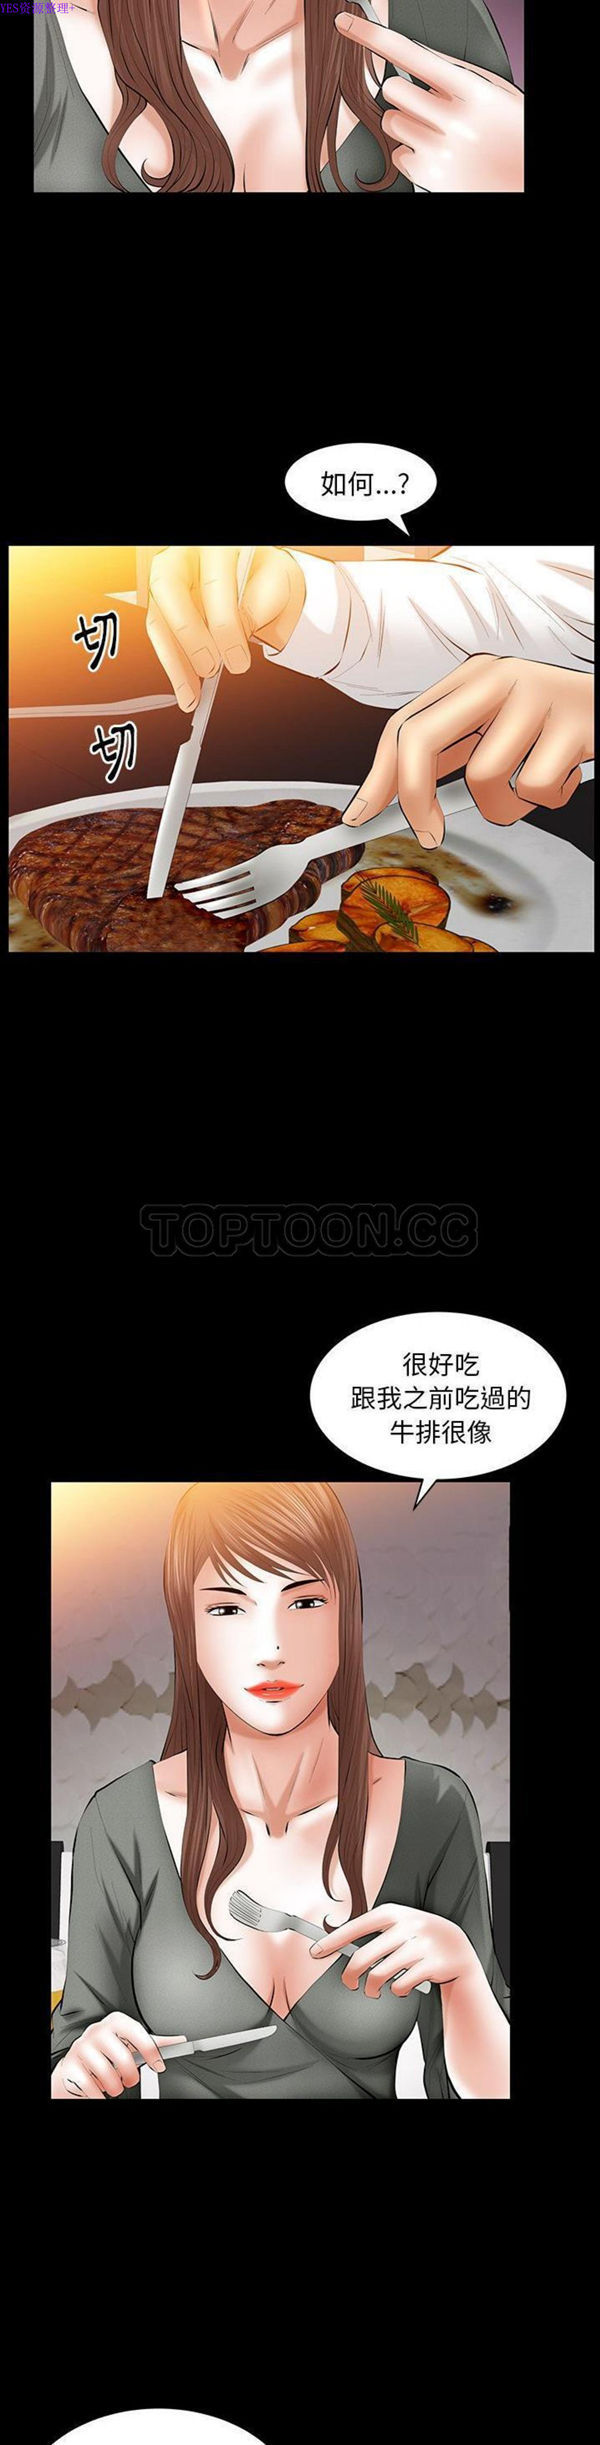 YES资源整理+
如何...?
切
切
TOPTOON.CC
很好吃
跟我之前吃過的
牛排很像